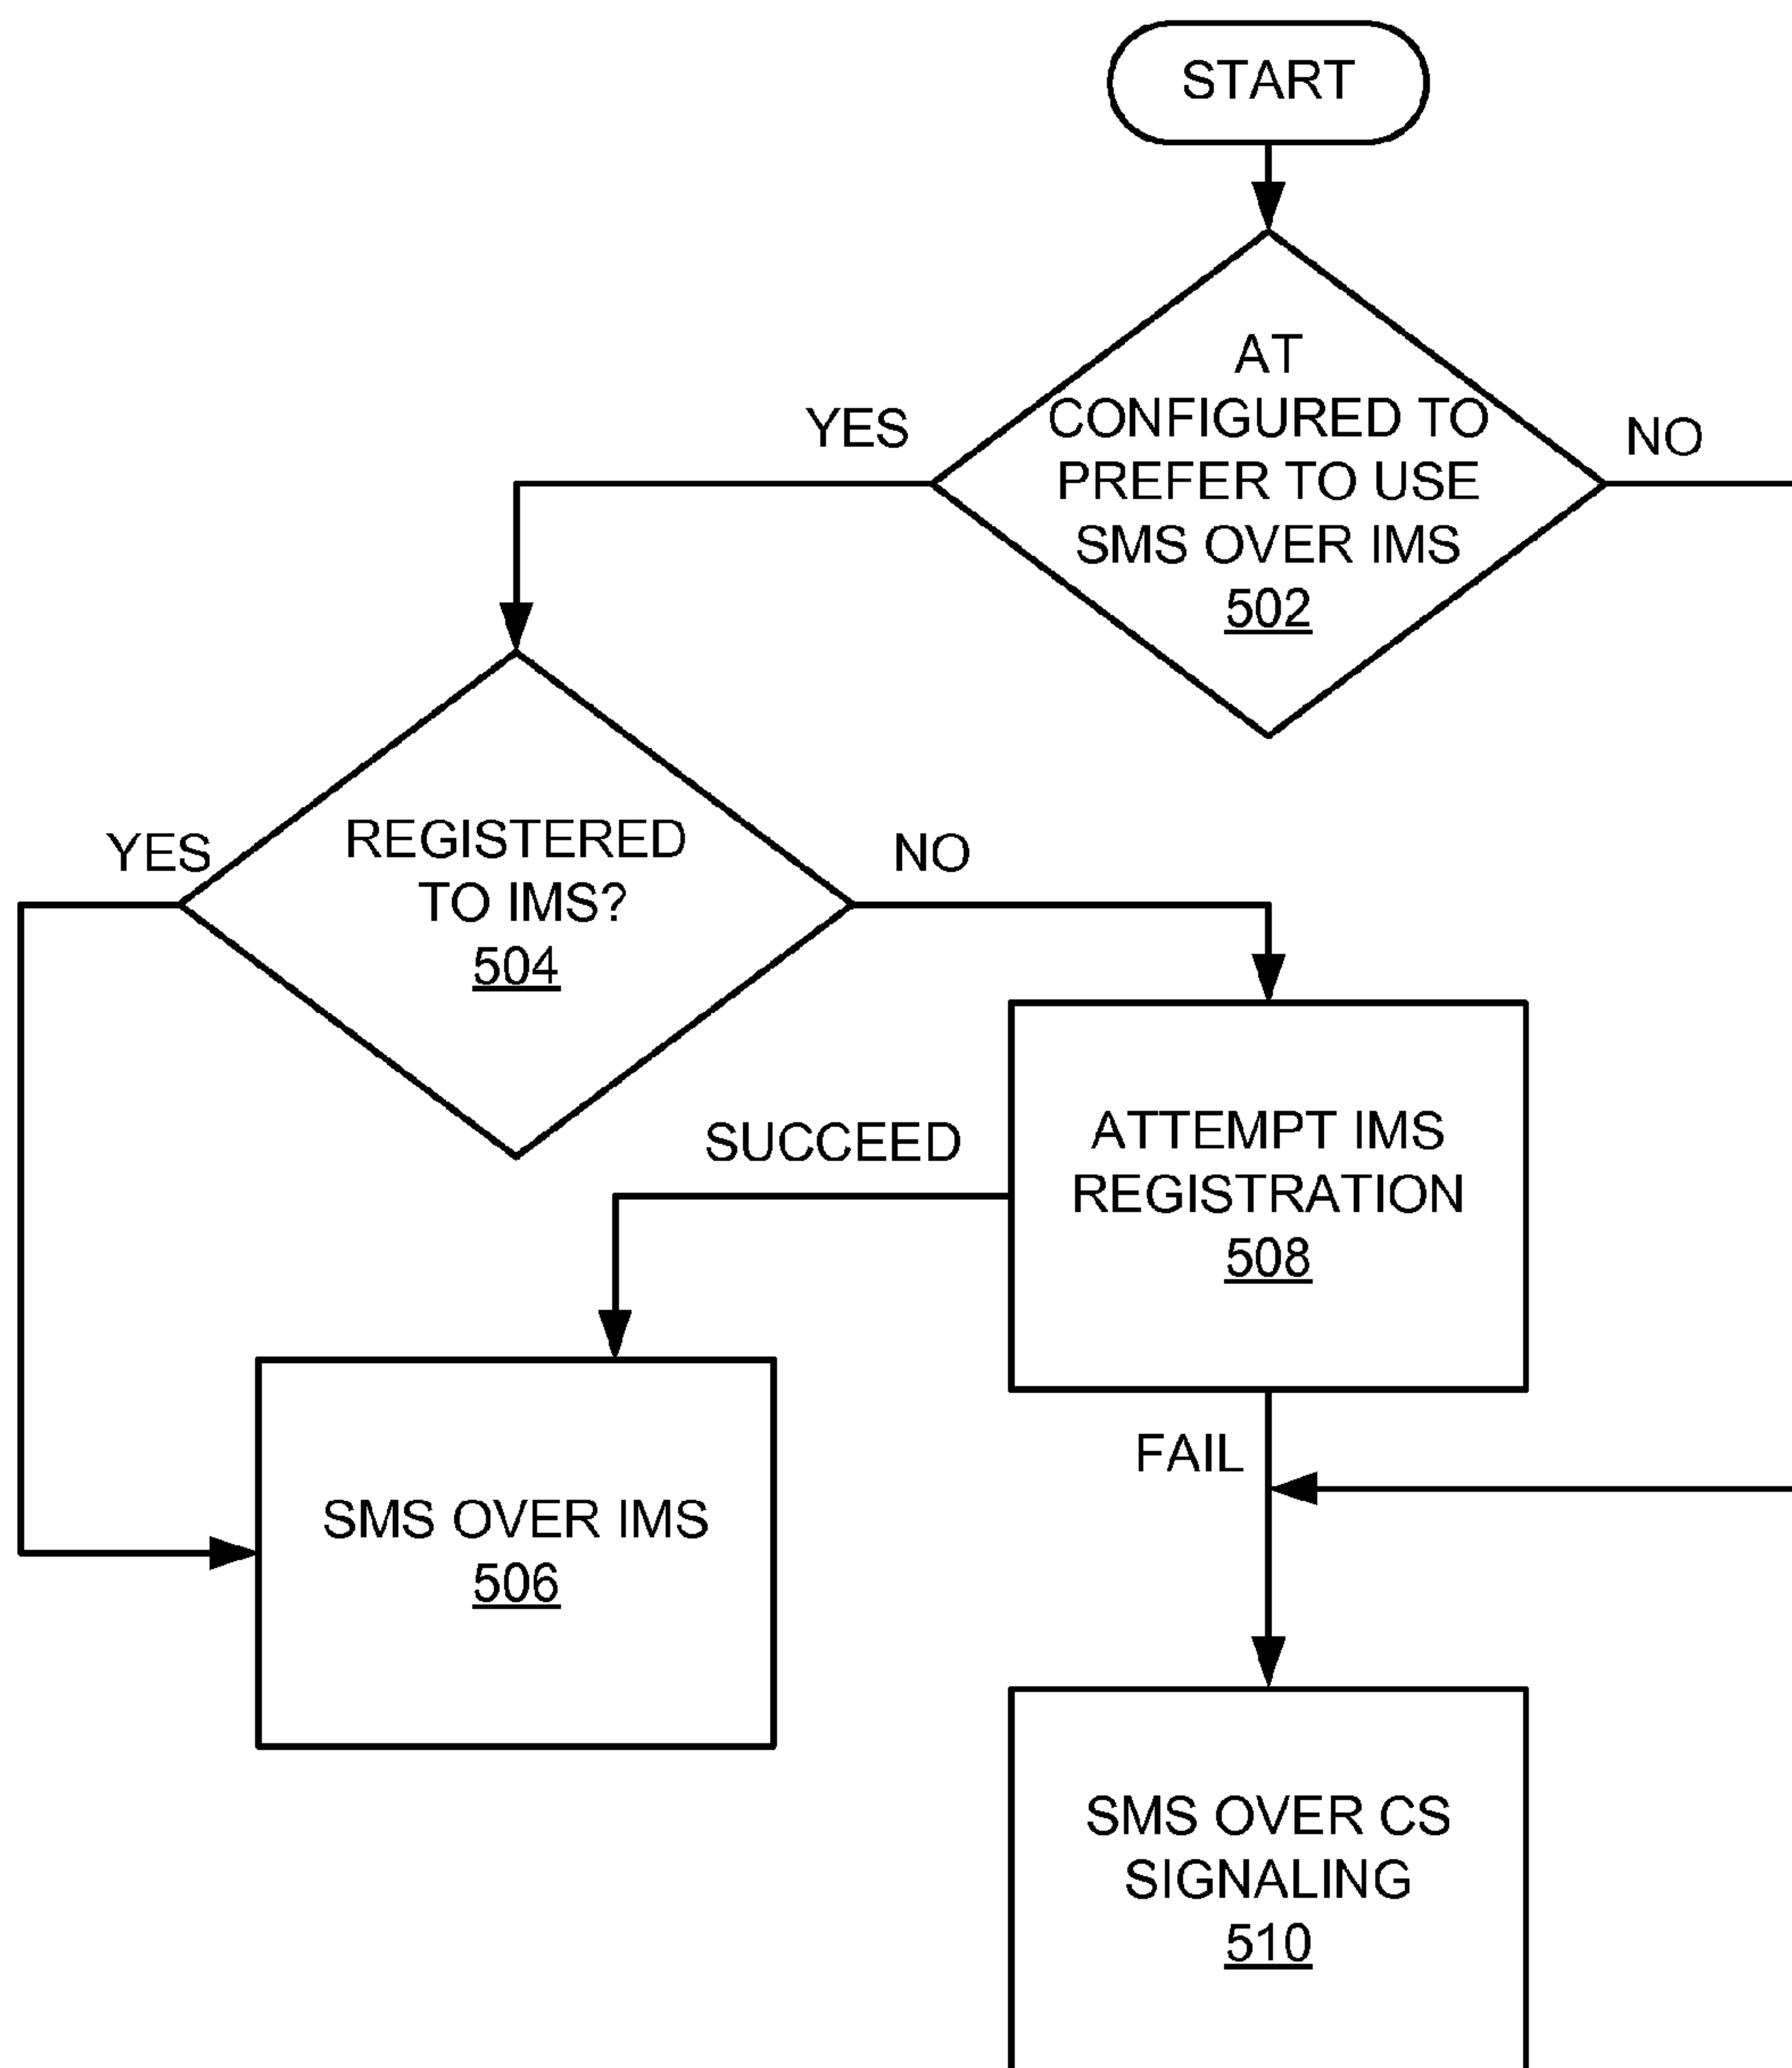 START
AT
CONFIGURED TO
PREFER TO USE
SMS OVER IMS
502
YES
NO
REGISTERED
TO IMS?
504
YES
NO
ATTEMPT IMS
REGISTRATION
508
SUCCEED
FAIL
SMS OVER IMS
506
SMS OVER CS
SIGNALING
510